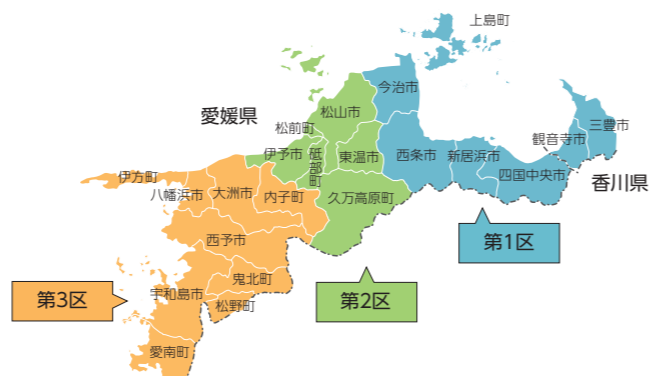 上島町
今治市
愛媛県
松山市
三豊市
松前町
観音寺市
伊予市
砥部町
東温市
西条市
新居浜市
四国中央市
香川県
伊方町
八幡浜市
大洲市
内子町
久万高原町
西予市
第1区
鬼北町
宇和島市
第3区
第2区
松野町
愛南町